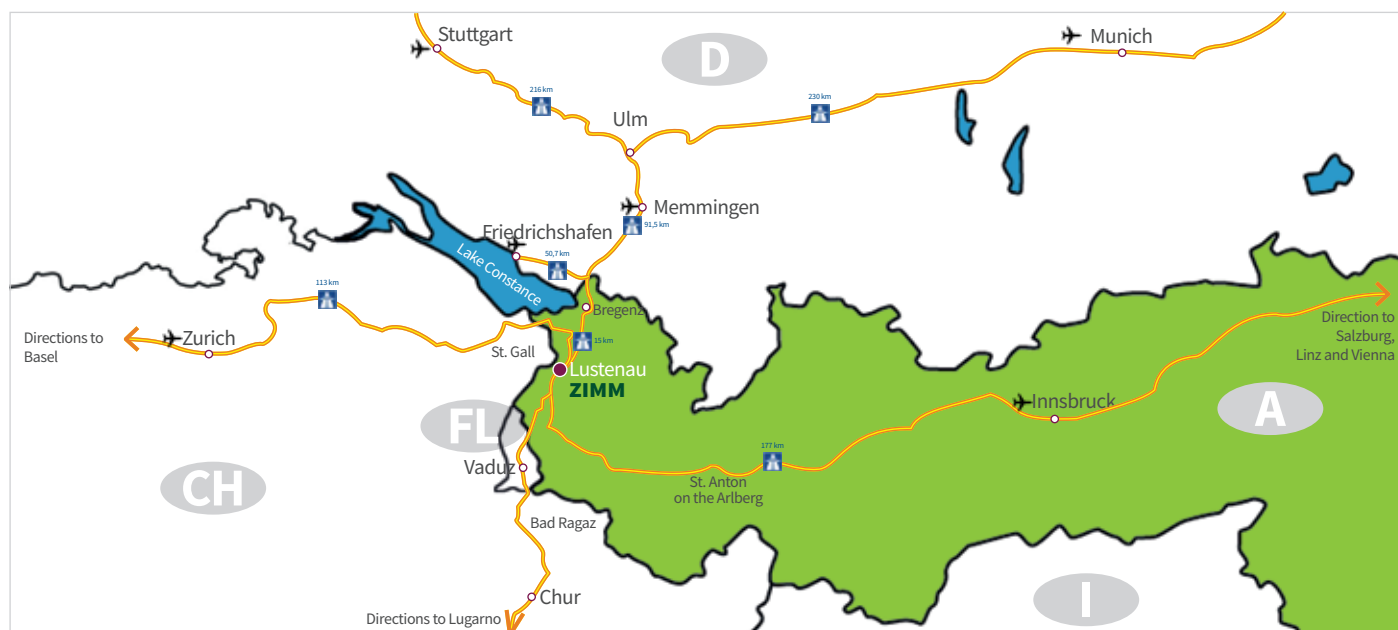 Stuttgart
D
Munich
216 km
230 km
Ulm
Memmingen
91,5 km
Friedrichshafen
50,7 km
Lake Constance
113 km
Bregenz
Directions to
Basel
Zurich
St. Gall
15 km
Direction to
Salzburg,
Linz and Vienna
Lustenau
ZIMM
Innsbruck
A
FL
177 km
Vaduz
CH
St. Anton
on the Arlberg
Bad Ragaz
Chur
I
Directions to Lugarno